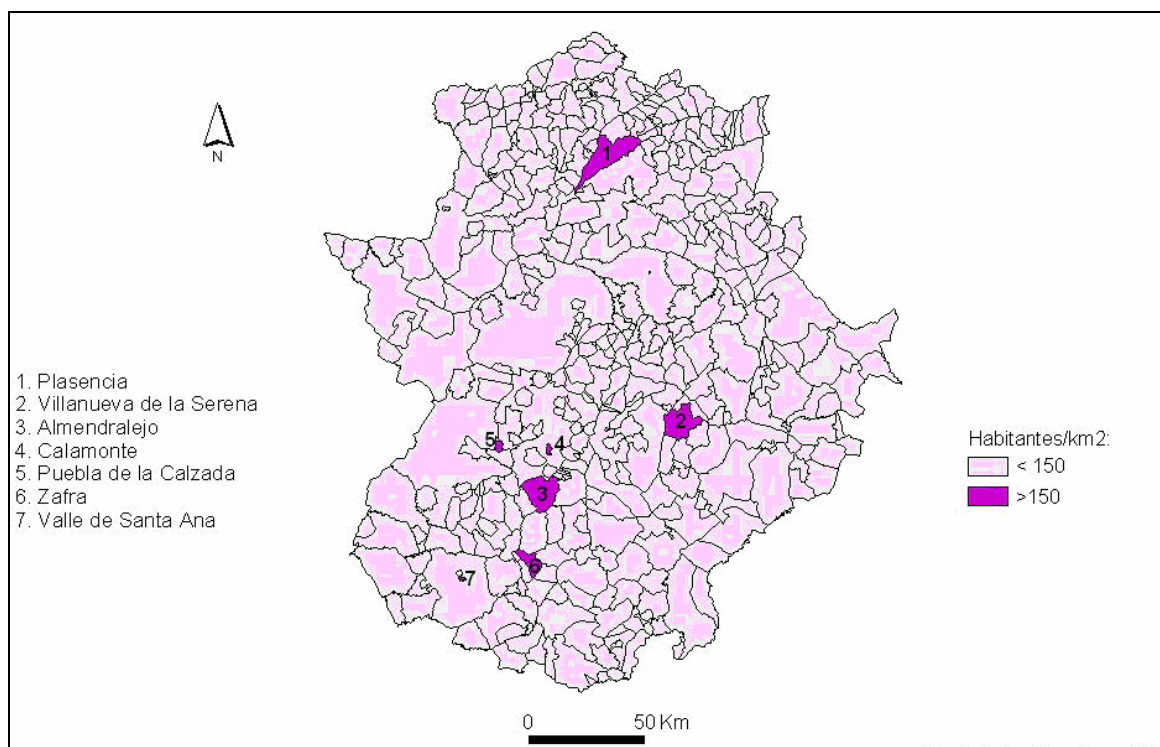 N
1
2
5
4
3
6
7
1. Plasencia
2. Villanueva de la Serena
3. Almendralejo
4. Calamonte
5. Puebla de la Calzada
6. Zafra
7. Valle de Santa Ana
Habitantes/km2:
< 150
>150
0 50 Km